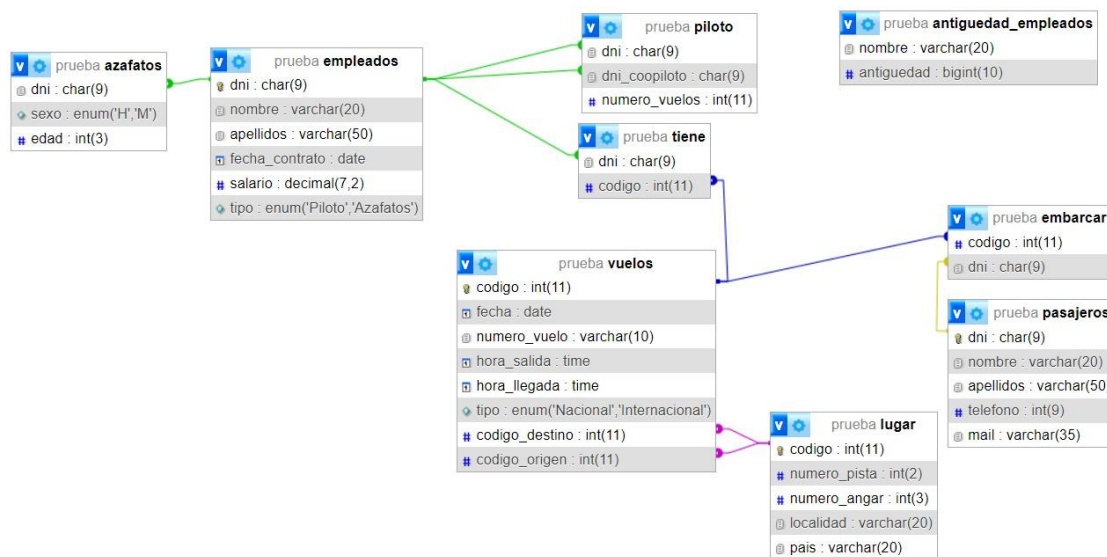 prueba azafatos
dni : char(9)
sexo : enum('H','M')
edad : int(3)
prueba empleados
dni : char(9)
nombre : varchar(20)
apellidos : varchar(50)
fecha_contrato : date
salario : decimal(7,2)
tipo : enum('Piloto','Azafatos')
prueba piloto
dni : char(9)
dni_coopiloto : char(9)
numero_vuelos : int(11)
prueba antiguedad_empleados
nombre : varchar(20)
antiguedad : bigint(10)
prueba tiene
dni : char(9)
codigo : int(11)
prueba vuelos
codigo : int(11)
fecha : date
numero_vuelo : varchar(10)
hora_salida : time
hora_llegada : time
tipo : enum('Nacional','Internacional')
codigo_destino : int(11)
codigo_origen : int(11)
prueba embarcar
codigo : int(11)
dni : char(9)
prueba pasajeros
dni : char(9)
nombre : varchar(20)
apellidos : varchar(50
telefono : int(9)
mail : varchar(35)
prueba lugar
codigo : int(11)
numero_pista : int(2)
numero_angar : int(3)
localidad : varchar(20)
pais : varchar(20)